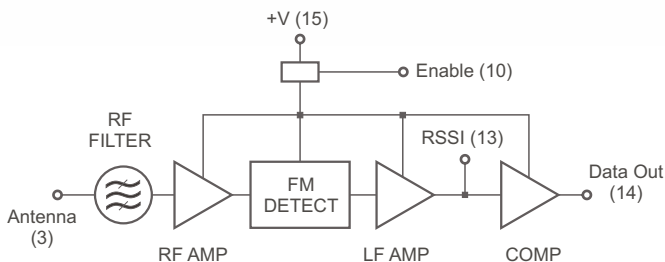 +V (15)
Enable (10)
RF
FILTER
RSSI (13)
FM
DETECT
Data Out
(14)
Antenna
(3)
RF AMP
LF AMP
COMP